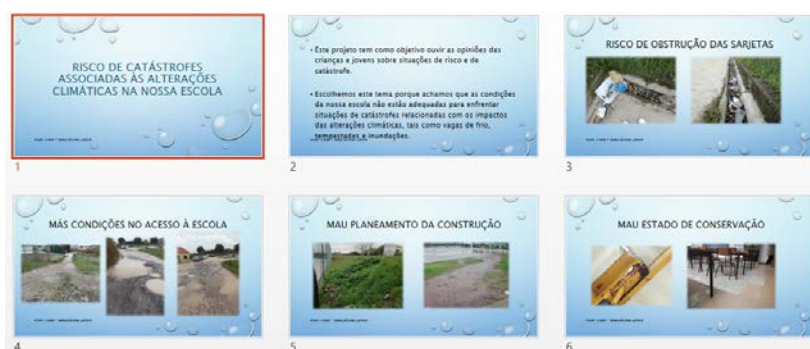 RISCO DE CATÁSTROFES
ASSOCIADAS ÀS ALTERAÇÕES
CLIMÁTICAS NA NOSSA ESCOLA
1
• Este projeto tem como objetivo ouvir as opiniões das
crianças e jovens sobre situações de risco e de
catástrofe.
• Escolhemos este tema porque achamos que as condições
da nossa escola não estão adequadas para enfrentar
situações de catástrofes relacionadas com os impactos
das alterações climáticas, tais como vagas de frio,
tempestades e inundações.
2
RISCO DE OBSTRUÇÃO DAS SARJETAS
3
MÁS CONDIÇÕES NO ACESSO À ESCOLA
4
MAU PLANEAMENTO DA CONSTRUÇÃO
5
MAU ESTADO DE CONSERVAÇÃO
6